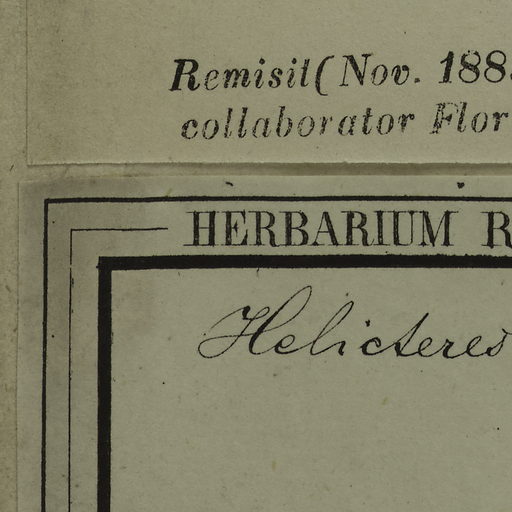 Remisit (Nov. 188
collaborator Flor
HERBARIUM R
Helicteres